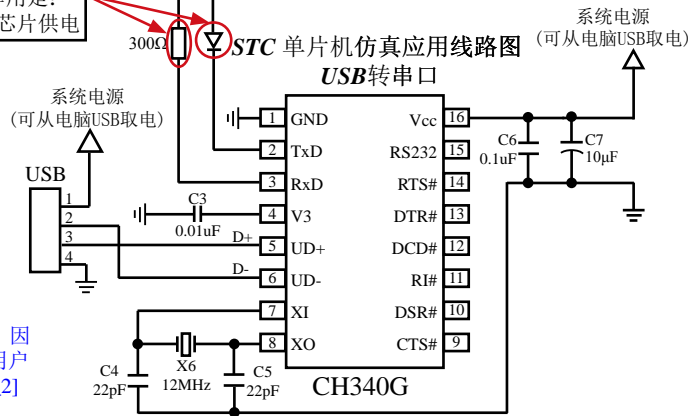 用是:
芯片供电
300Ω
STC 单片机仿真应用线路图
USB转串口
系统电源
(可从电脑USB取电)
系统电源
(可从电脑USB取电)
USB
1
2
3
4
1 GND
2 TxD
3 RxD
4 V3
5 UD+
6 UD-
7 XI
8 XO
Vcc 16
RS232 15
RTS# 14
DTR# 13
DCD# 12
RI# 11
DSR# 10
CTS# 9
C6
0.1uF
C7
10μF
C3
0.01uF
D+
D-
X6
12MHz
C4
22pF
C5
22pF
CH340G
因
用户
2]